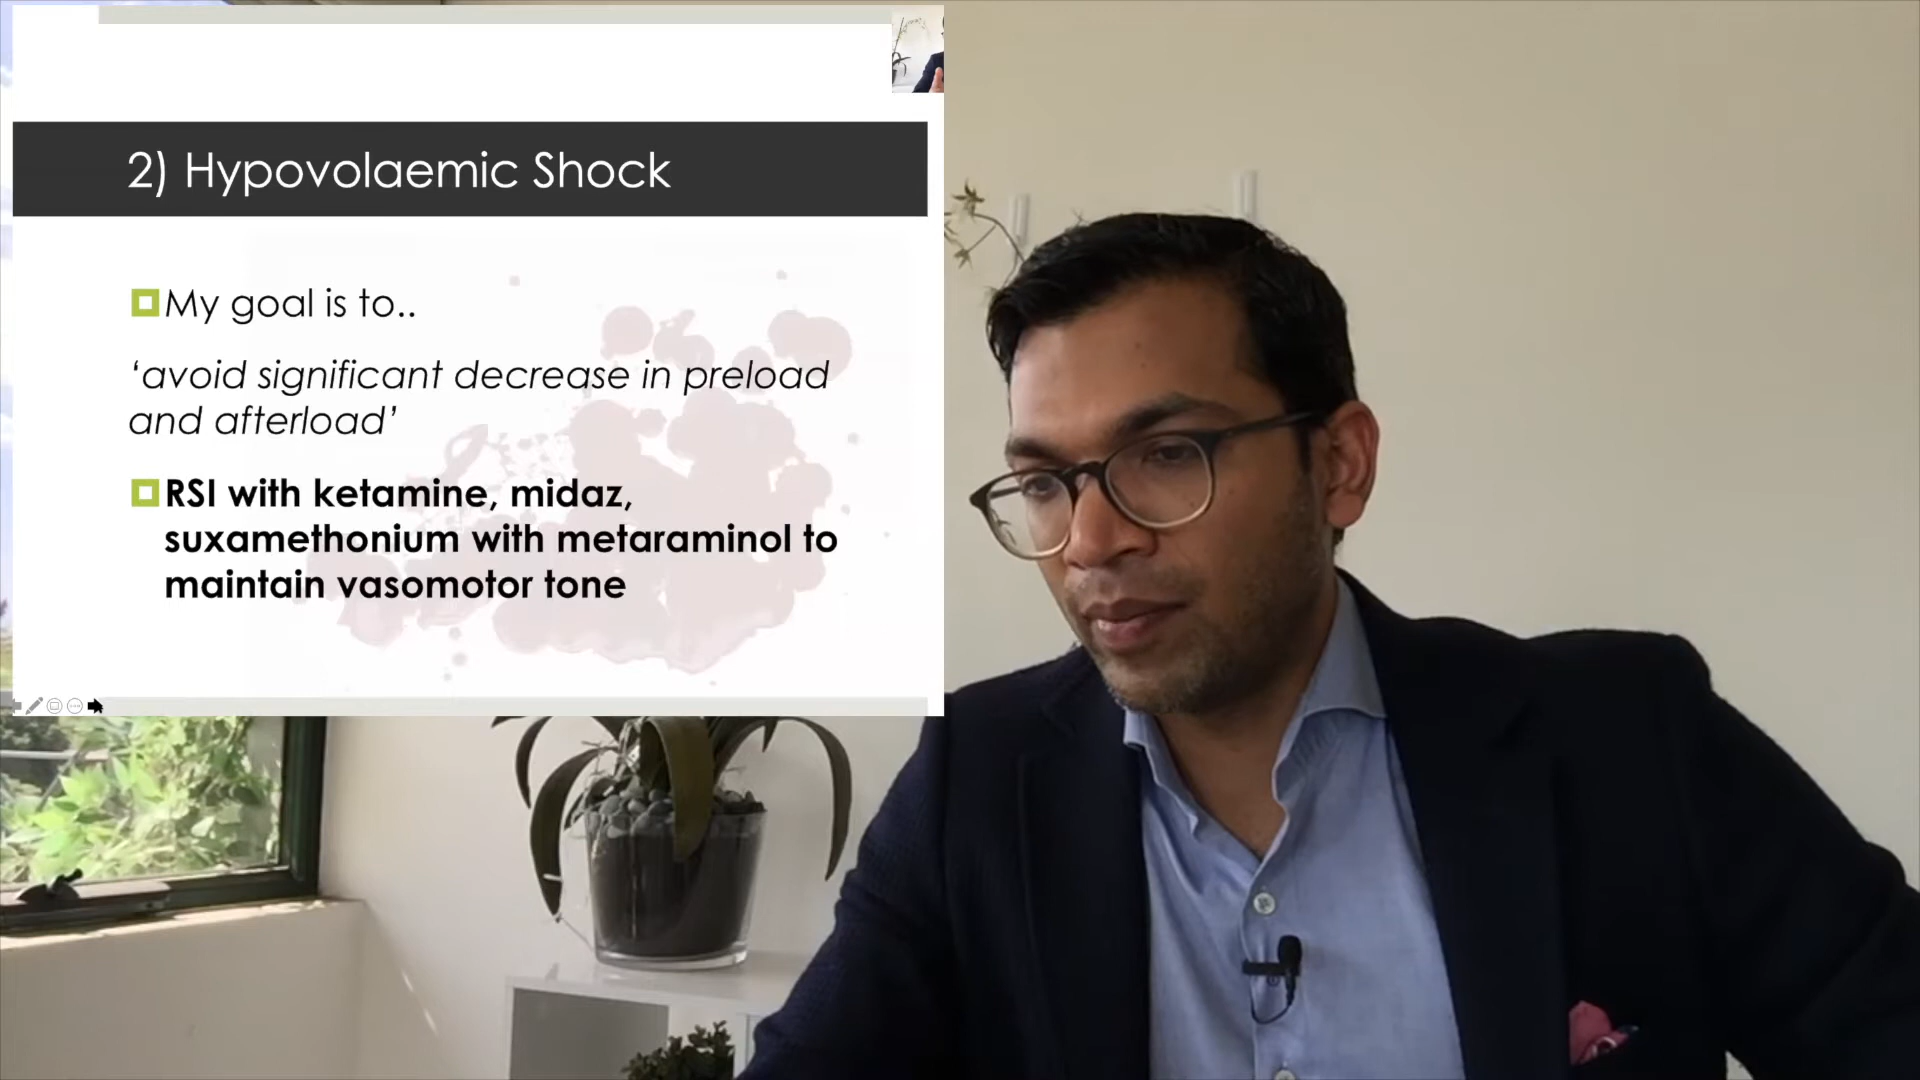 2) Hypovolaemic Shock
My goal is to..
‘avoid significant decrease in preload
and afterload’
RSI with ketamine, midaz,
suxamethonium with metaraminol to
maintain vasomotor tone